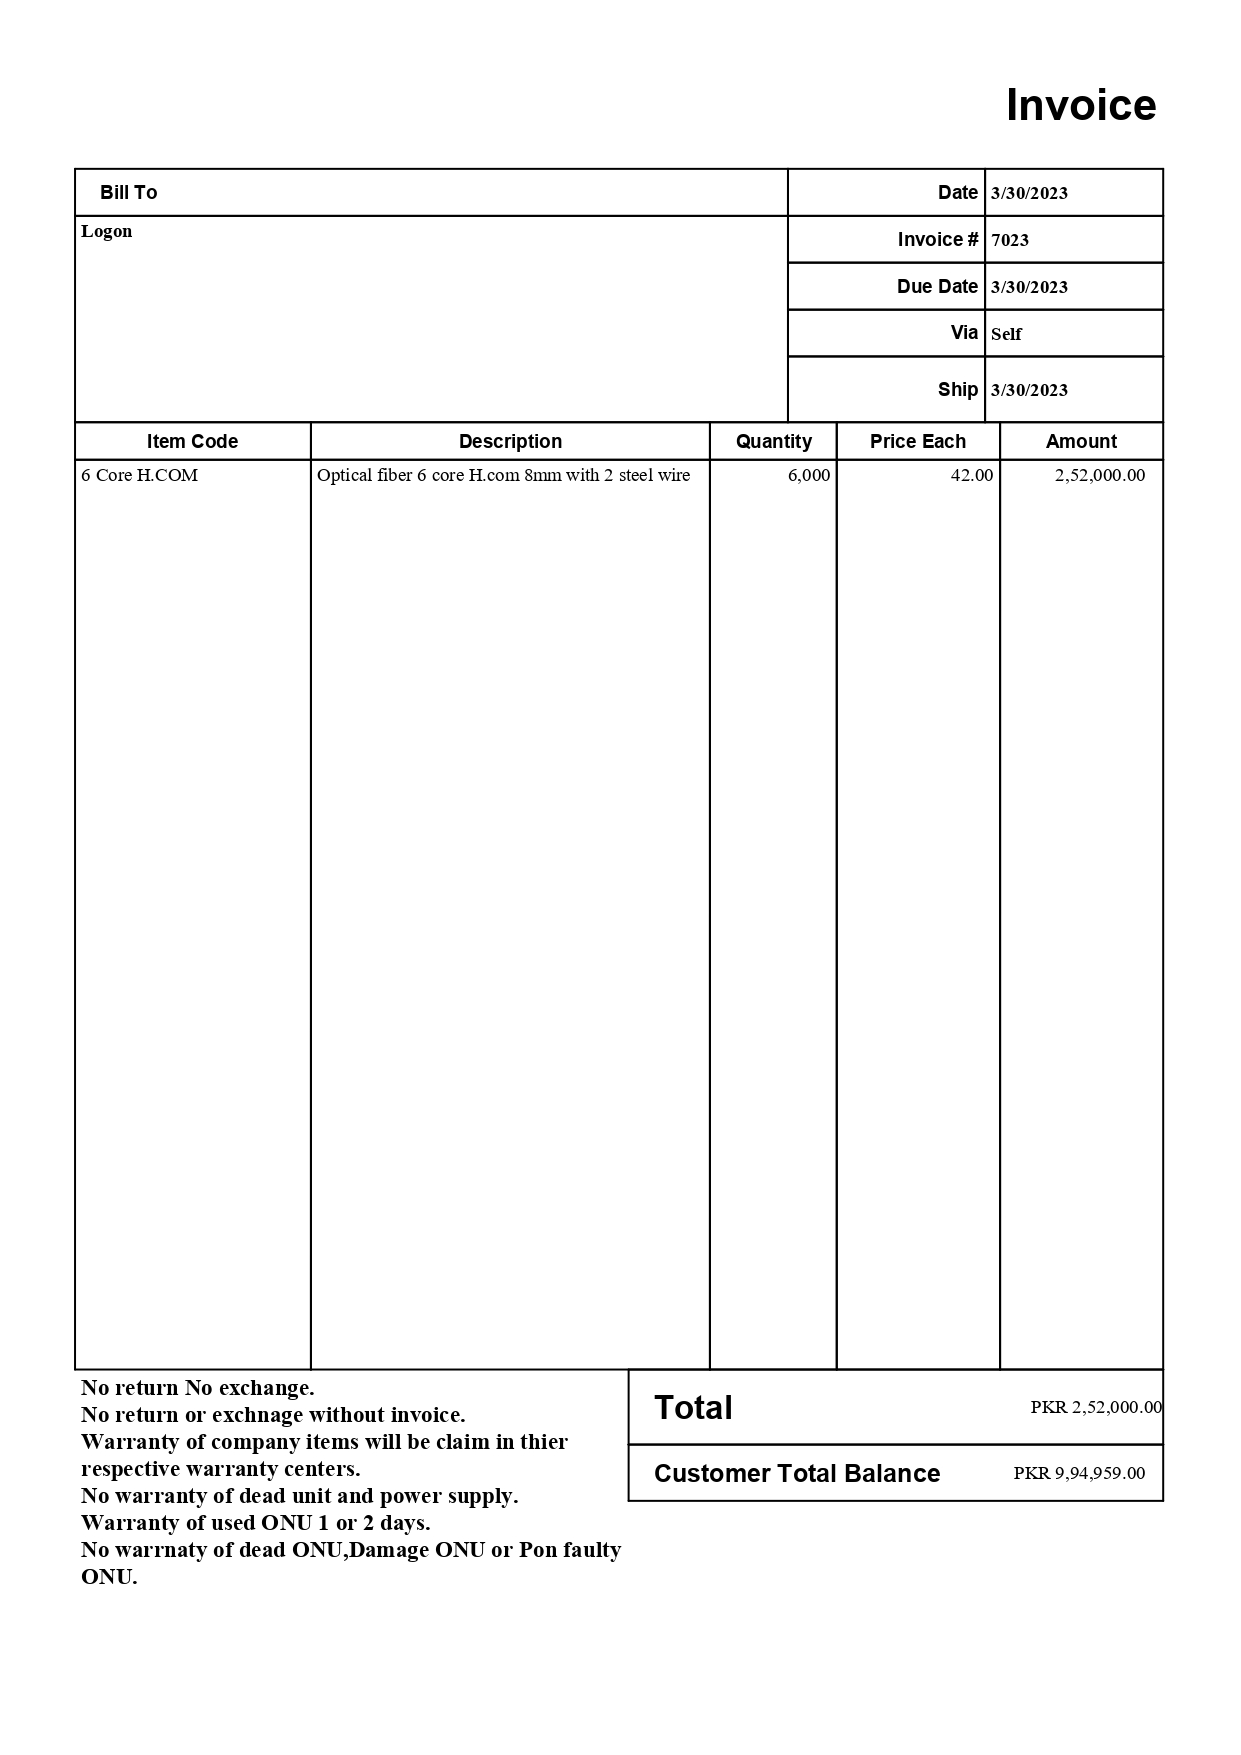 Invoice
Bill To
Date 3/30/2023
Logon
Invoice # 7023
Due Date 3/30/2023
Via Self
Ship 3/30/2023
Item Code Description Quantity Price Each Amount
6 Core H.COM Optical fiber 6 core H.com 8mm with 2 steel wire 6,000 42.00 2,52,000.00
No return No exchange.
No return or exchnage without invoice.
Warranty of company items will be claim in thier
respective warranty centers.
No warranty of dead unit and power supply.
Warranty of used ONU 1 or 2 days.
No warrnaty of dead ONU,Damage ONU or Pon faulty
ONU.
Total PKR 2,52,000.00
Customer Total Balance PKR 9,94,959.00